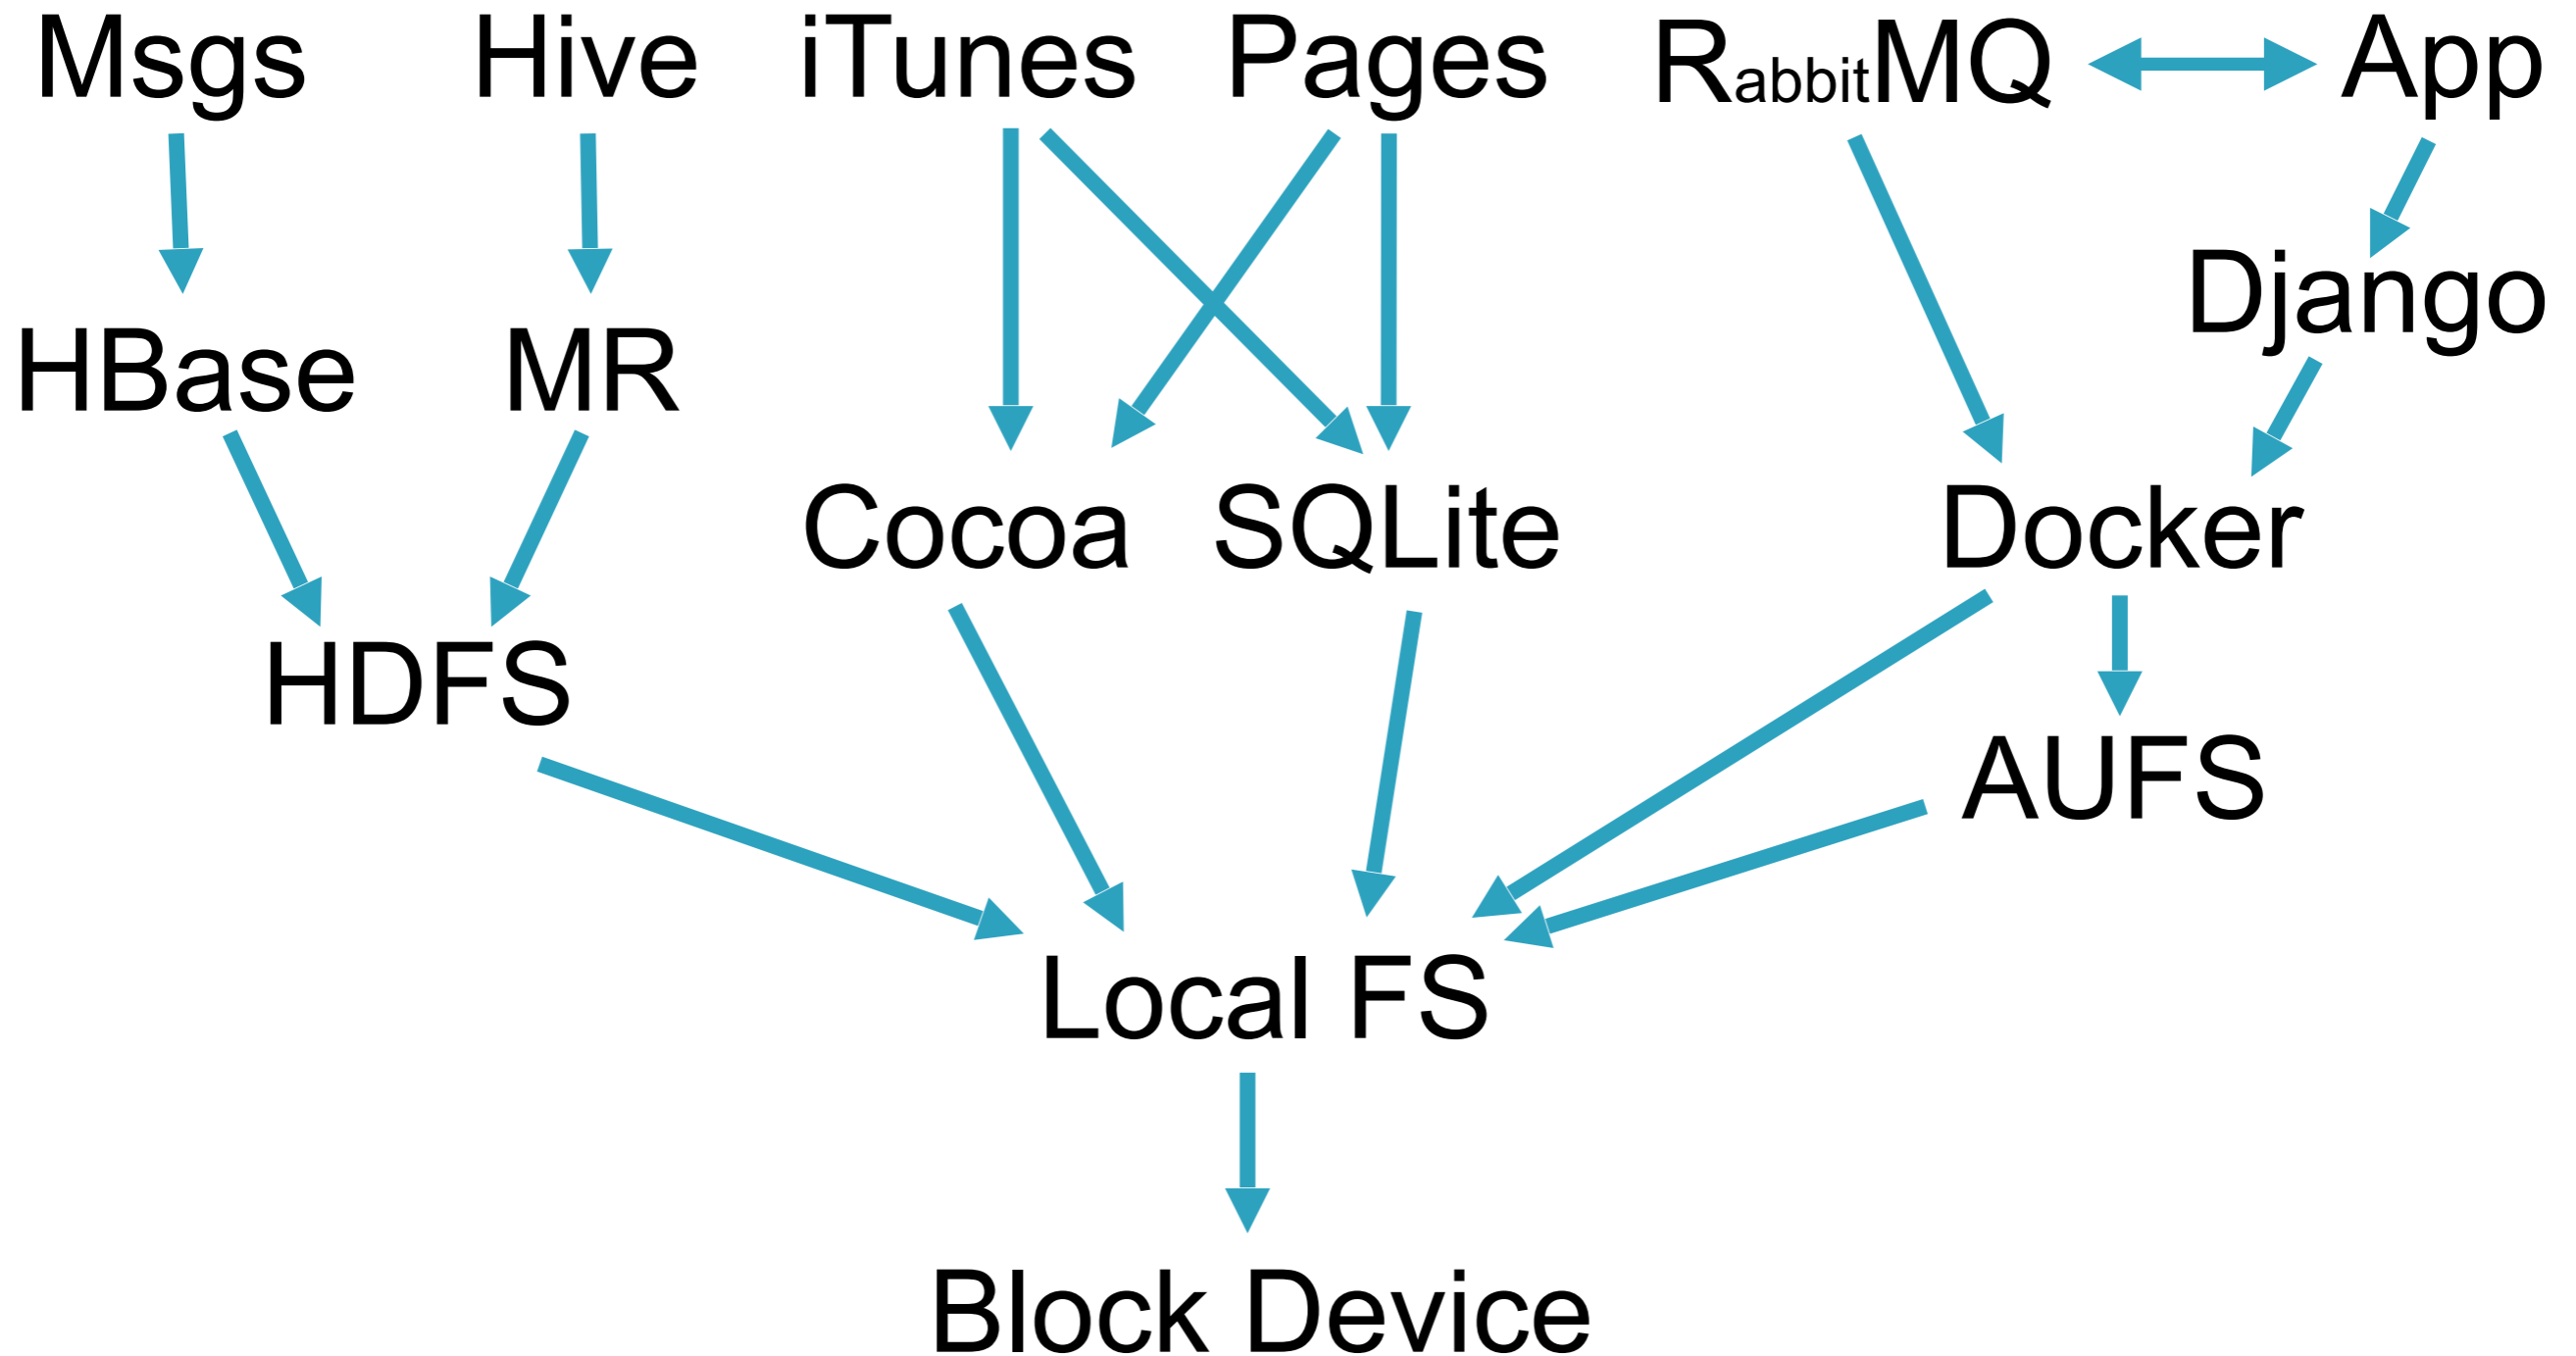 Msgs Hive iTunes Pages RabbitMQ App
Django
HBase MR
Cocoa SQLite Docker
HDFS
AUFS
Local FS
Block Device